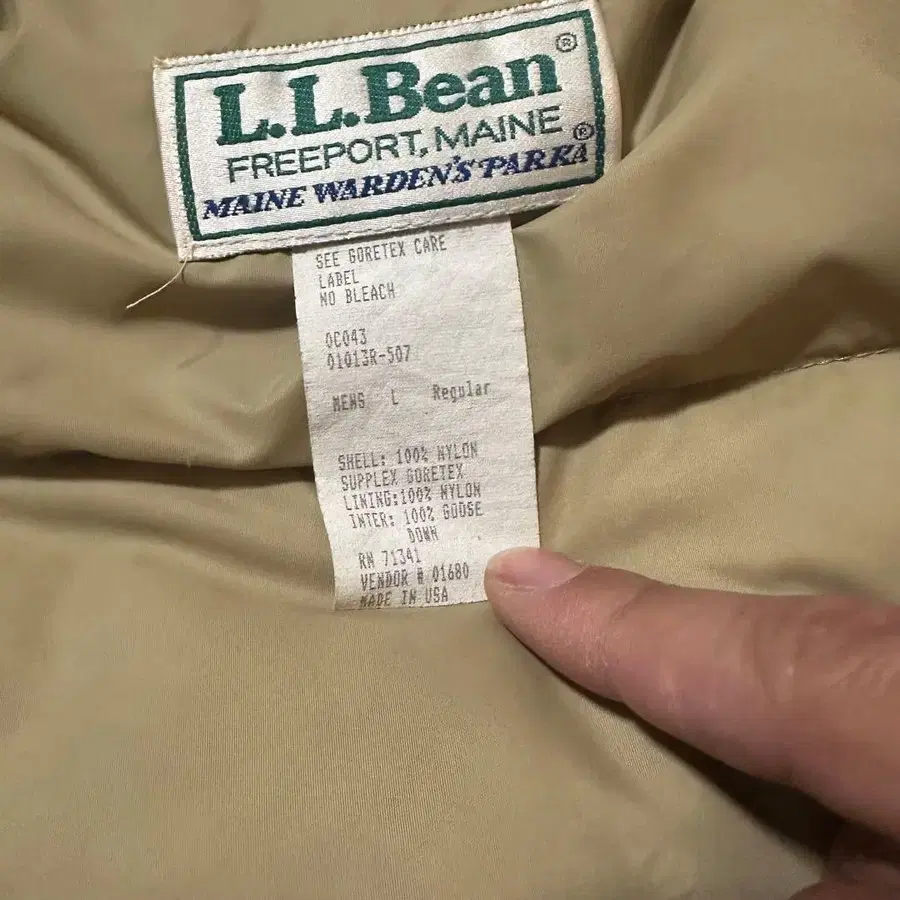 L.L.Bean®
FREEPORT, MAINE
MAINE WARDEN'S PARKA®
SEE GORETEX CARE
LABEL
NO BLEACH
0C043
01013R-507
MENS L Regular
SHELL: 100% NYLON
SUPPLEX GORETEX
LINING:100% NYLON
INTER: 100% GOOSE
DOWN
RN 71341
VENDOR # 01680
MADE IN USA